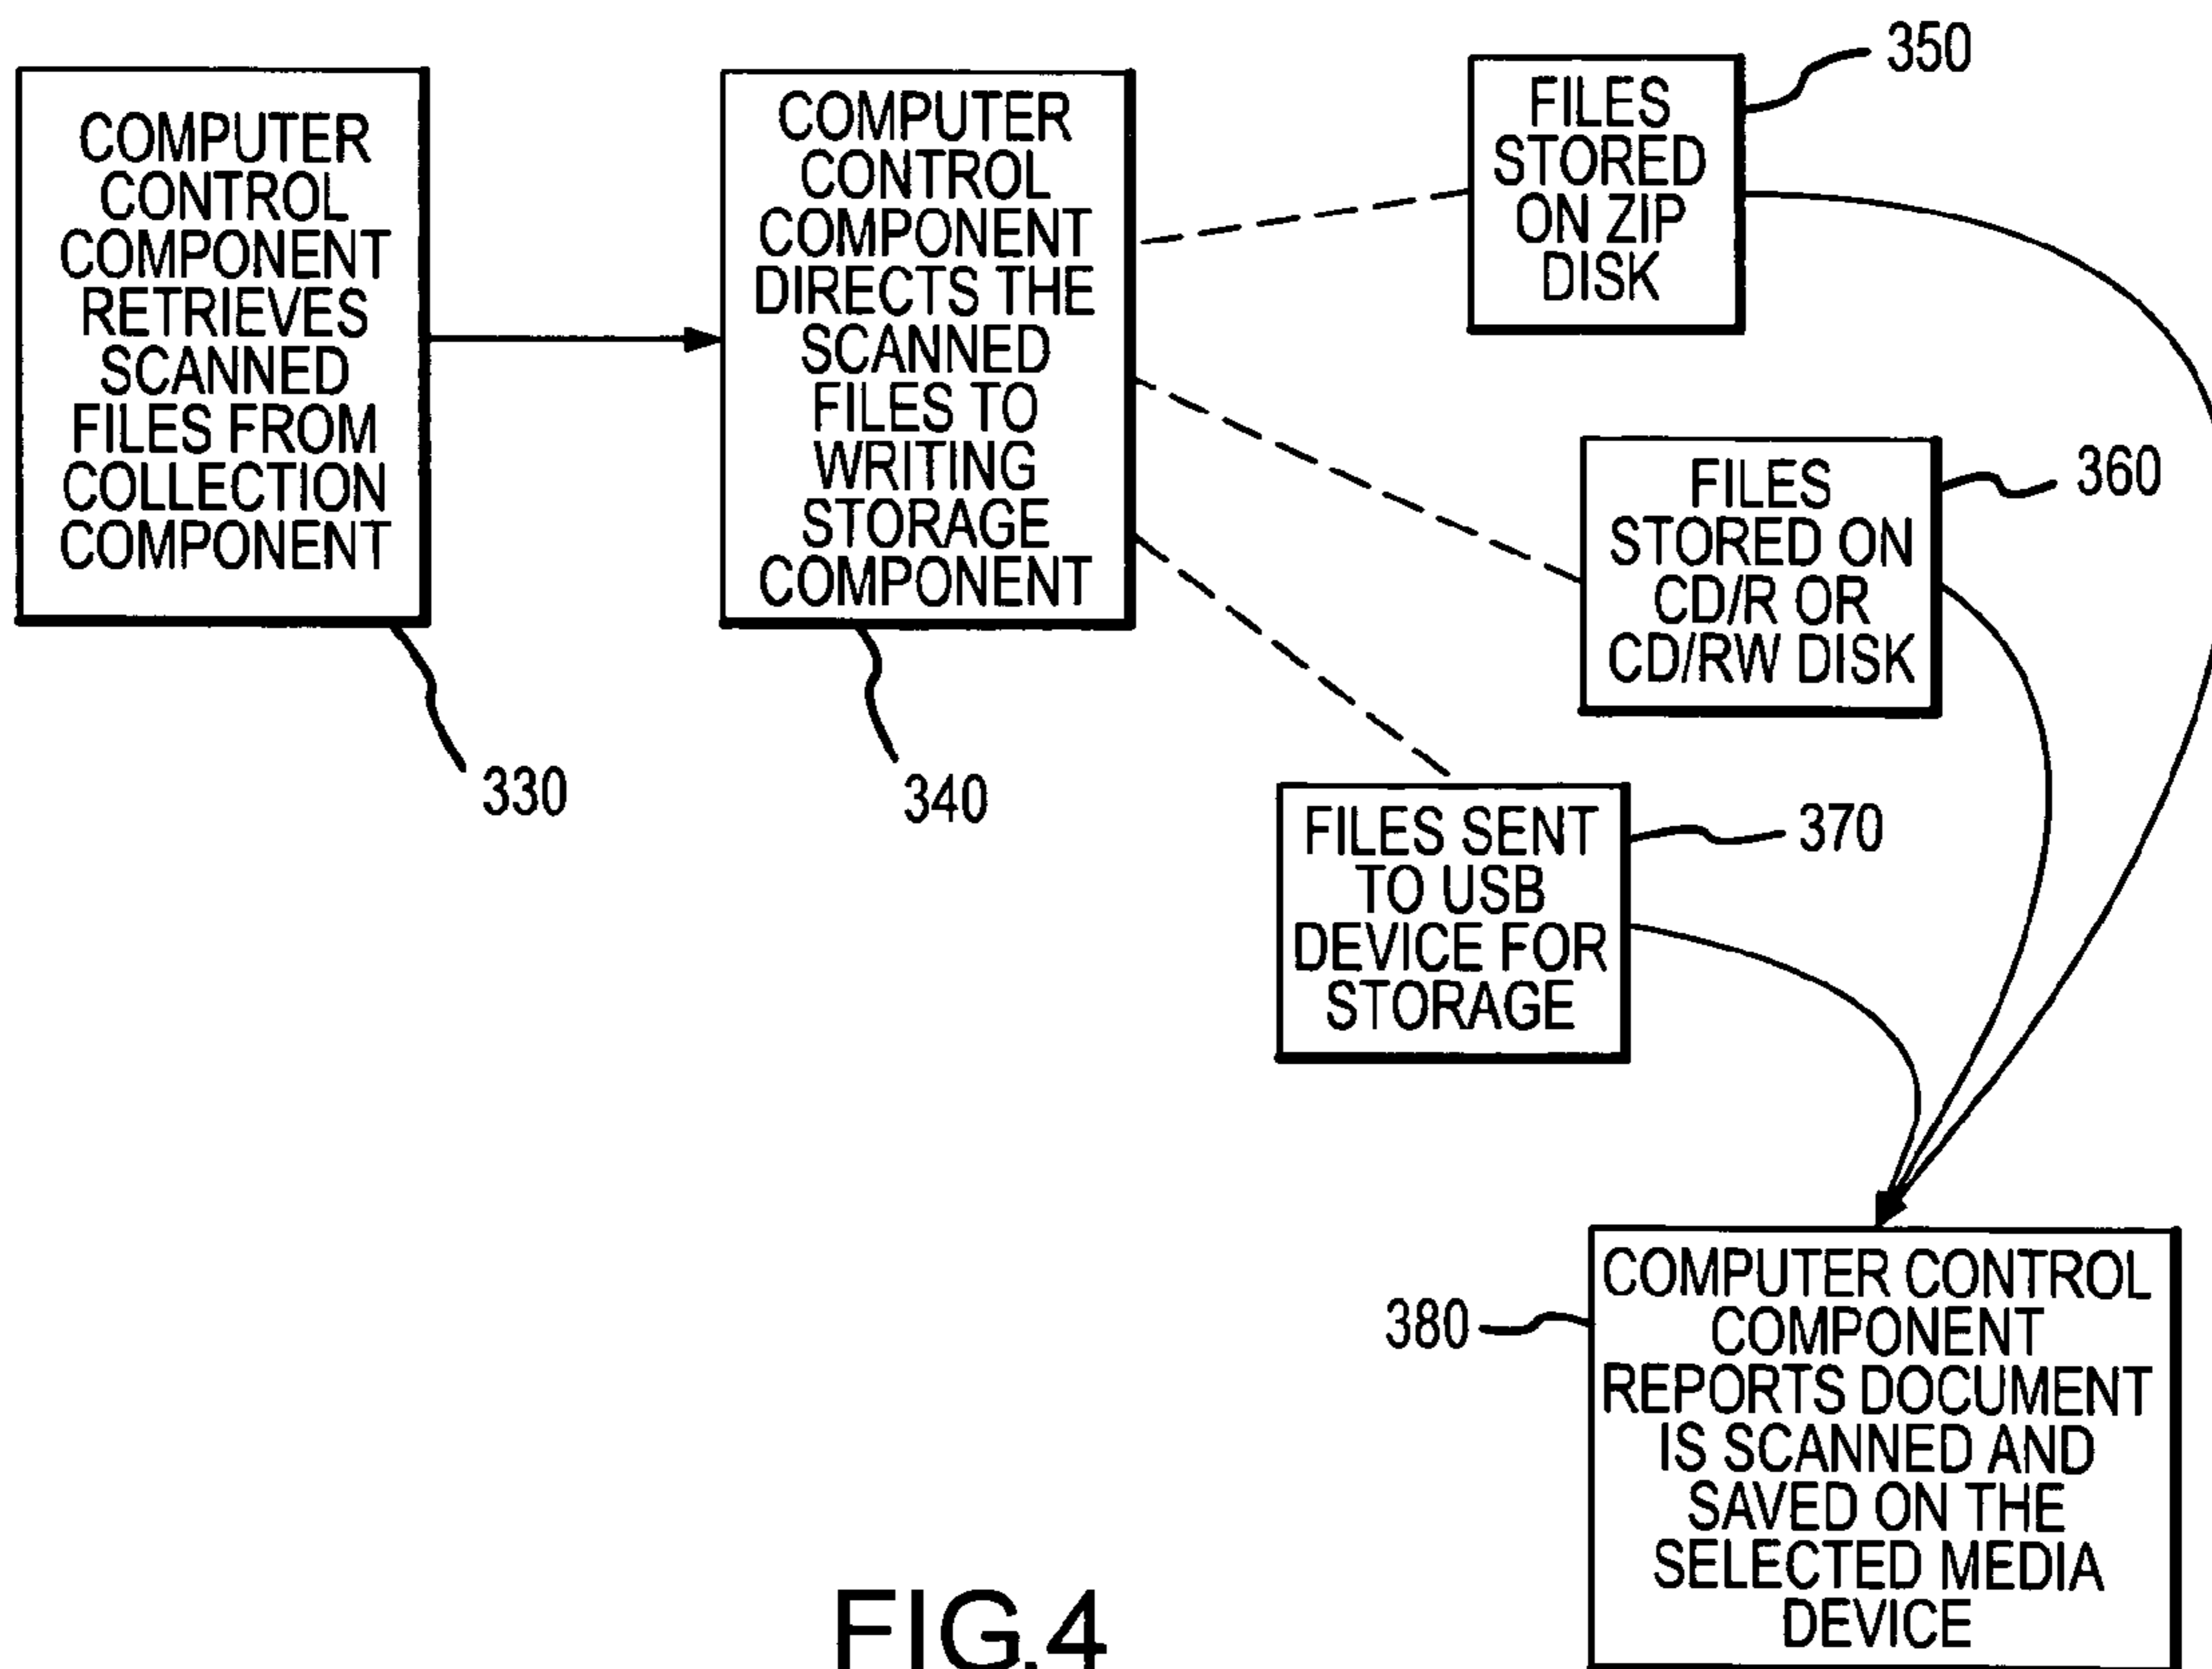 COMPUTER
CONTROL
COMPONENT
RETRIEVES
SCANNED
FILES FROM
COLLECTION
COMPONENT
330
COMPUTER
CONTROL
COMPONENT
DIRECTS THE
SCANNED
FILES TO
WRITING
STORAGE
COMPONENT
340
FILES
STORED
ON ZIP
DISK
350
FILES
STORED ON
CD/R OR
CD/RW DISK
360
FILES SENT
TO USB
DEVICE FOR
STORAGE
370
COMPUTER CONTROL
COMPONENT
REPORTS DOCUMENT
IS SCANNED AND
SAVED ON THE
SELECTED MEDIA
DEVICE
380
FIG.4